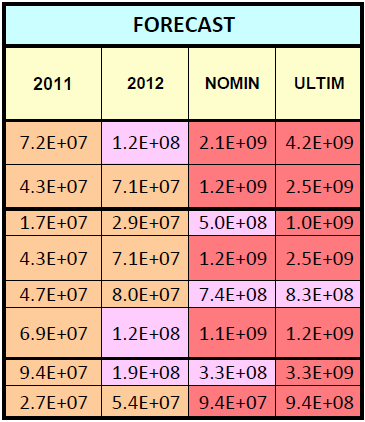 FORECAST
2011 2012 NOMIN ULTIM
7.2E+07 1.2E+08 2.1E+09 4.2E+09
4.3E+07 7.1E+07 1.2E+09 2.5E+09
1.7E+07 2.9E+07 5.0E+08 1.0E+09
4.3E+07 7.1E+07 1.2E+09 2.5E+09
4.7E+07 8.0E+07 7.4E+08 8.3E+08
6.9E+07 1.2E+08 1.1E+09 1.2E+09
9.4E+07 1.9E+08 3.3E+08 3.3E+09
2.7E+07 5.4E+07 9.4E+07 9.4E+08